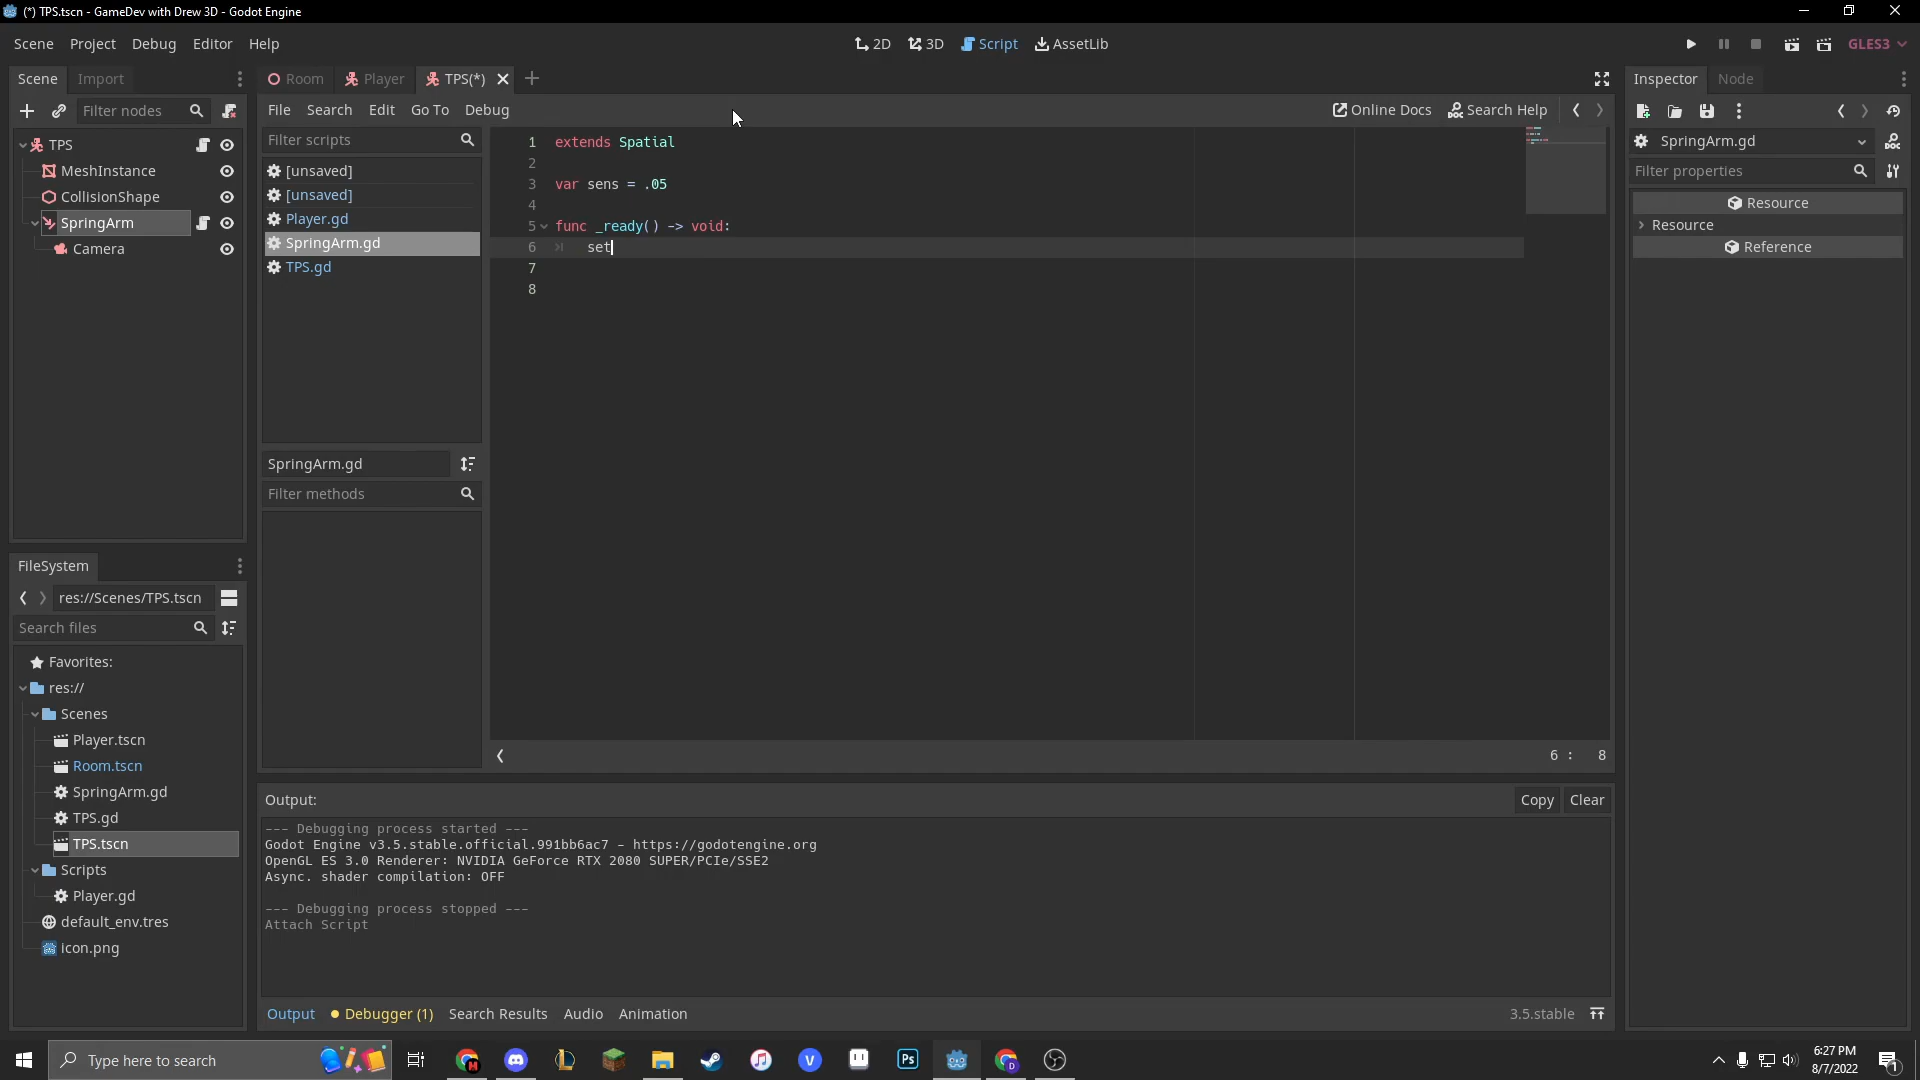 (*) TPS.tscn - GameDev with Drew 3D - Godot Engine
Scene Project Debug Editor Help
2D 3D Script AssetLib
GLES3
Scene Import
Filter nodes
TPS
MeshInstance
CollisionShape
SpringArm
Camera
FileSystem
res://Scenes/TPS.tscn
Search files
Favorites:
res://
Scenes
Player.tscn
Room.tscn
SpringArm.gd
TPS.gd
TPS.tscn
Scripts
Player.gd
default_env.tres
icon.png
Room Player TPS(*)
File Search Edit Go To Debug
Online Docs Search Help
Filter scripts
[unsaved]
[unsaved]
Player.gd
SpringArm.gd
TPS.gd
SpringArm.gd
Filter methods
1 extends Spatial
2
3 var sens = .05
4
5 func _ready() -> void:
6 set
7
8
6 : 8
Output:
Copy Clear
--- Debugging process started ---
Godot Engine v3.5.stable.official.991bb6ac7 - https://godotengine.org
OpenGL ES 3.0 Renderer: NVIDIA GeForce RTX 2080 SUPER/PCIe/SSE2
Async. shader compilation: OFF
--- Debugging process stopped ---
Attach Script
Output Debugger (1) Search Results Audio Animation
3.5.stable
Inspector Node
SpringArm.gd
Filter properties
Resource
Resource
Reference
Type here to search
6:27 PM
8/7/2022
1